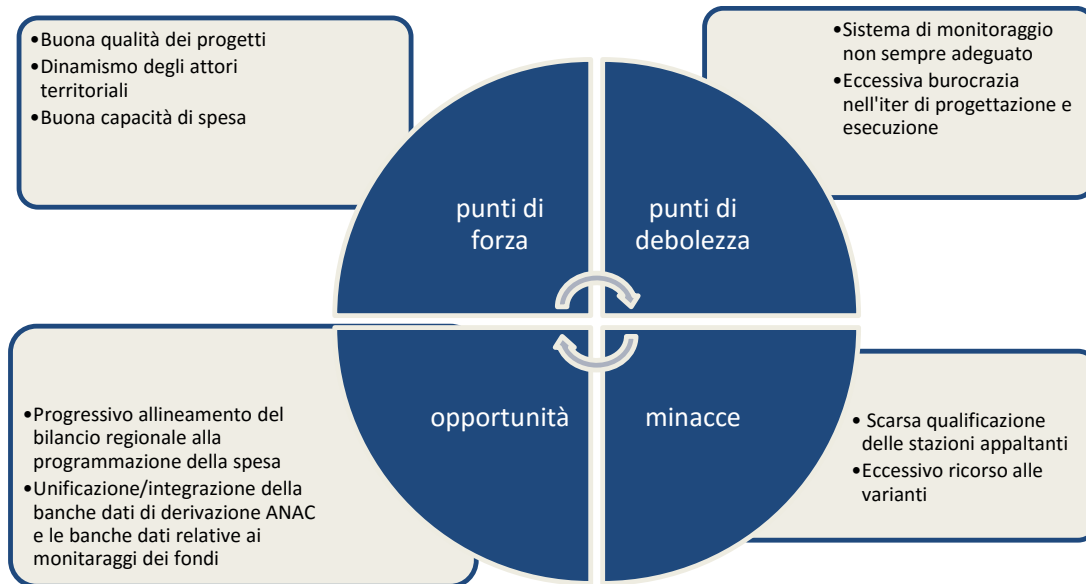 •Buona qualità dei progetti
•Dinamismo degli attori
territoriali
•Buona capacità di spesa
•Sistema di monitoraggio
non sempre adeguato
•Eccessiva burocrazia
nell'iter di progettazione e
esecuzione
punti di
forza
punti di
debolezza
•Progressivo allineamento del
bilancio regionale alla
programmazione della spesa
•Unificazione/integrazione della
banche dati di derivazione ANAC
e le banche dati relative ai
monitaraggi dei fondi
opportunità
minacce
• Scarsa qualificazione
delle stazioni appaltanti
•Eccessivo ricorso alle
varianti